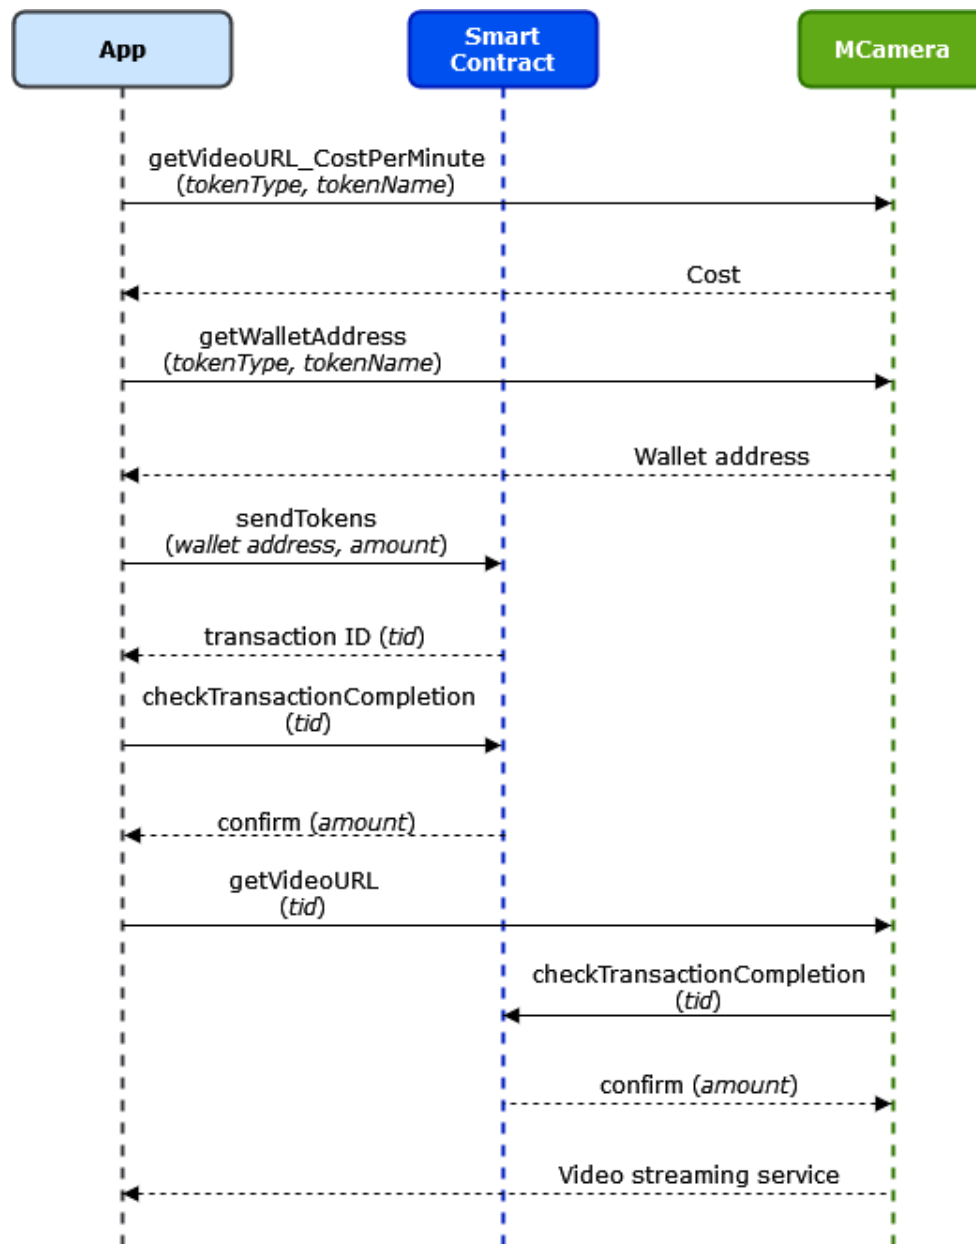 App
Smart
Contract
MCamera
getVideoURL_CostPerMinute
(tokenType, tokenName)
Cost
getWalletAddress
(tokenType, tokenName)
Wallet address
sendTokens
(wallet address, amount)
transaction ID (tid)
checkTransactionCompletion
(tid)
confirm (amount)
getVideoURL
(tid)
checkTransactionCompletion
(tid)
confirm (amount)
Video streaming service